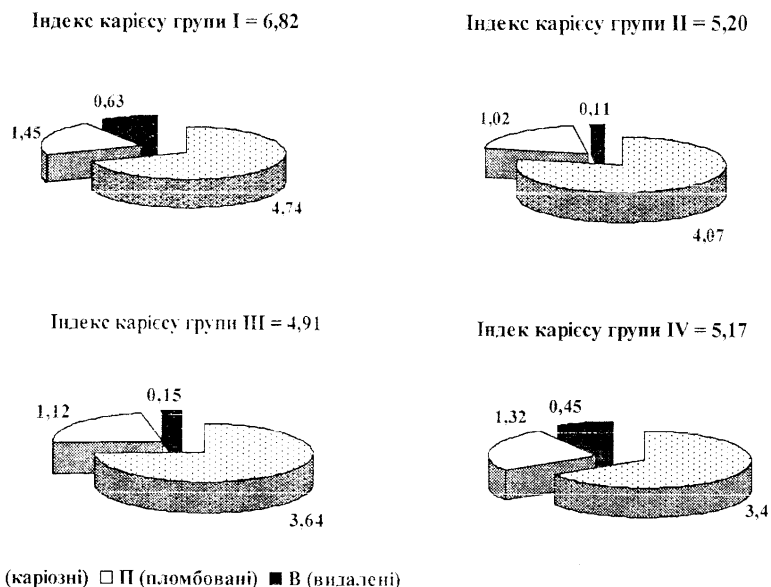 Індекс карієсу групи I = 6,82
0,63
1,45
4,74
Індекс карієсу групи II = 5,20
0,11
1,02
4,07
Індекс карієсу групи III = 4,91
0,15
1,12
3,64
Індек карієсу групи IV = 5,17
0,45
1,32
3,4
(каріозні) П (пломбовані) В (видалені)